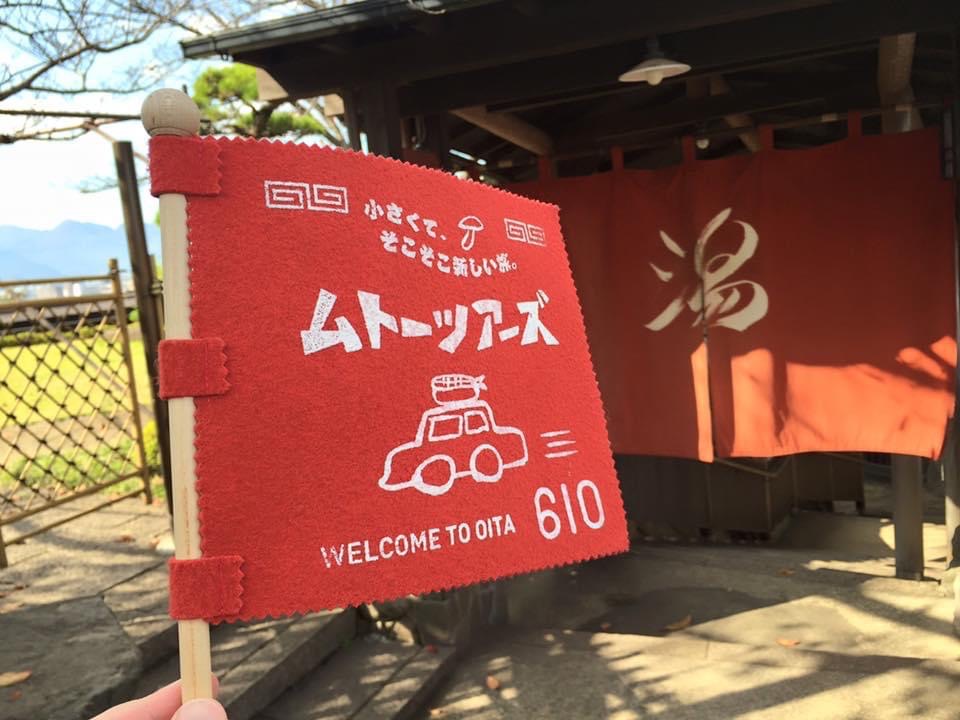 小さくて、
そこそこ新しい旅。
ムトーツアーズ
WELCOME TO OITA
610
湯